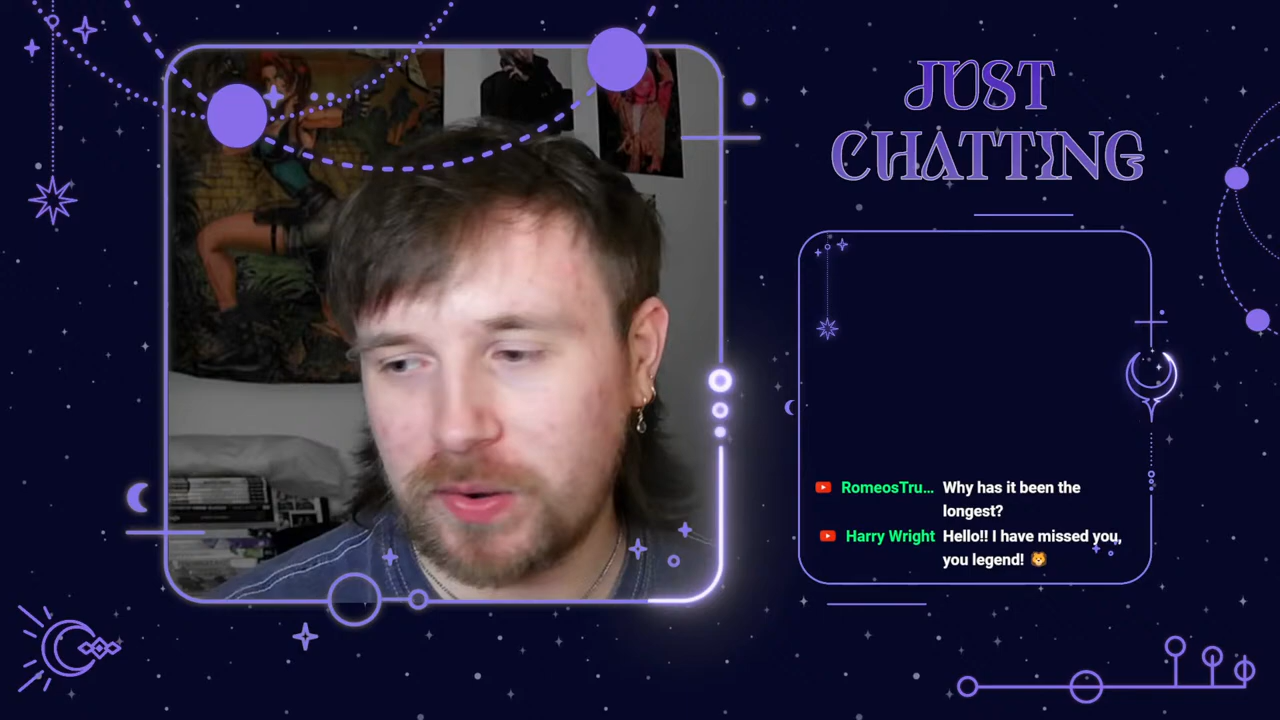 JUST
CHATTING
RomeosTru... Why has it been the
longest?
Harry Wright Hello!! I have missed you,
you legend! 🦁